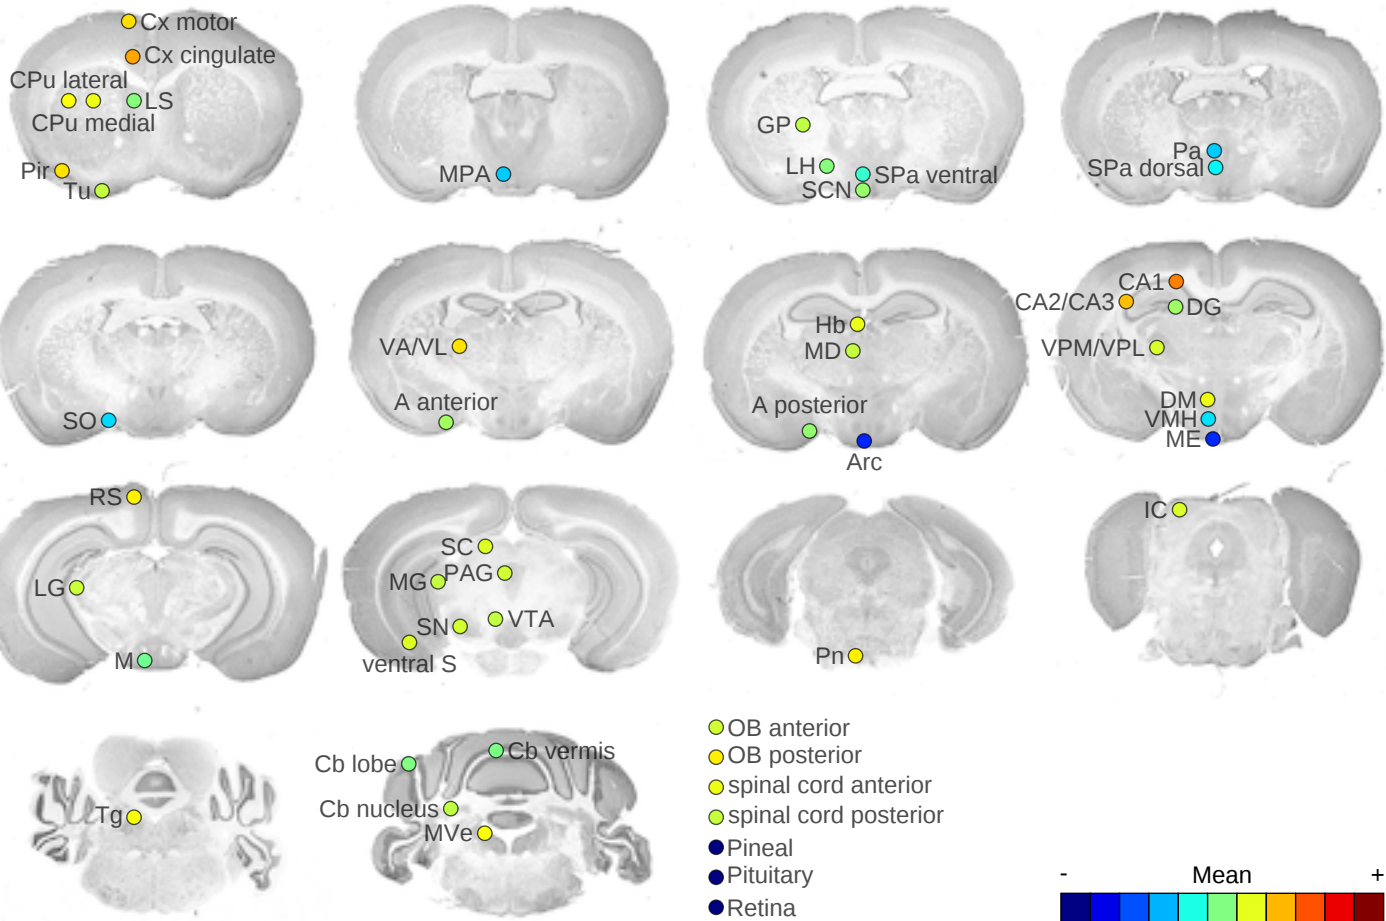 Cx motor
Cx cingulate
CPu lateral
LS
CPu medial
Pir
Tu
MPA
GP
LH
SPa ventral
SCN
Pa
SPa dorsal
SO
VA/VL
A anterior
Hb
MD
A posterior
Arc
CA1
CA2/CA3
DG
VPM/VPL
DM
VMH
ME
RS
LG
M
SC
PAG
MG
VTA
SN
ventral S
Pn
IC
Tg
Cb vermis
Cb lobe
Cb nucleus
MVe
OB anterior
OB posterior
spinal cord anterior
spinal cord posterior
Pineal
Pituitary
Retina
- Mean +